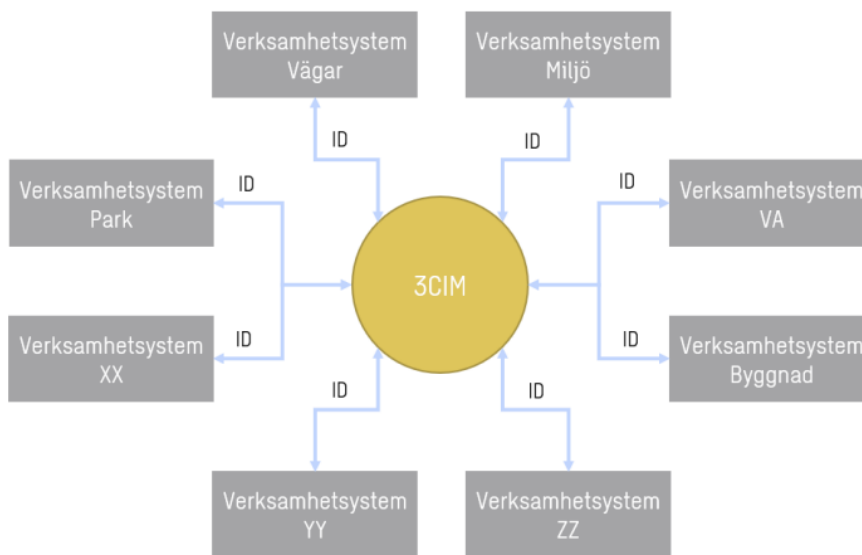 Verksamhetsystem
Vägar
Verksamhetsystem
Miljö
ID
ID
Verksamhetsystem
Park
ID
ID
Verksamhetsystem
VA
3CIM
Verksamhetsystem
XX
ID
ID
Verksamhetsystem
Byggnad
ID
ID
Verksamhetsystem
YY
Verksamhetsystem
ZZ